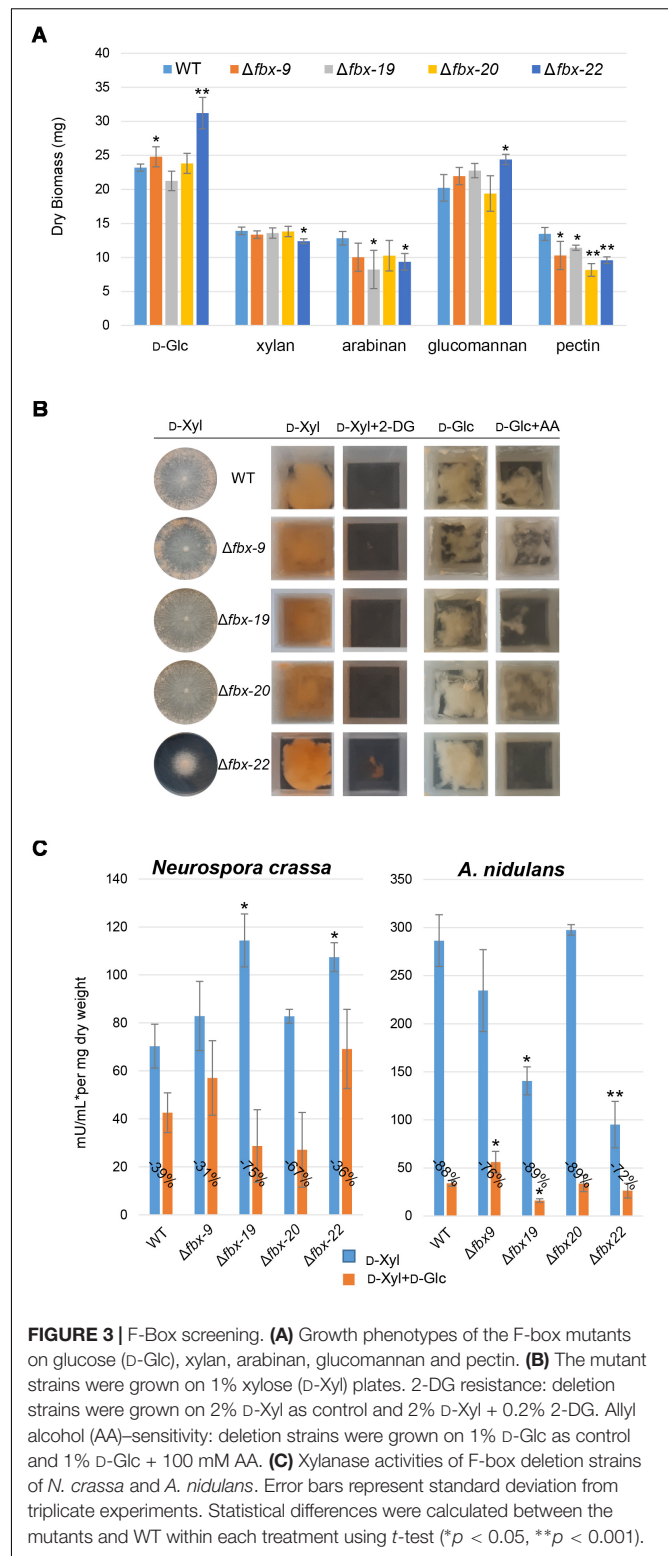 A
40
35
30
25
20
15
10
5
0
Dry Biomass (mg)
WT Δfbx-9 Δfbx-19 Δfbx-20 Δfbx-22
* ** * * * * * * ** **
D-Glc xylan arabinan glucomannan pectin
B
D-Xyl D-Xyl D-Xyl+2-DG D-Glc D-Glc+AA
WT
Δfbx-9
Δfbx-19
Δfbx-20
Δfbx-22
C
Neurospora crassa
140
120
100
80
60
40
20
0
mU/mL*per mg dry weight
* *
-39% -31% -75% -67% -36%
WT Δfbx-9 Δfbx-19 Δfbx-20 Δfbx-22
A. nidulans
350
300
250
200
150
100
50
0
* * * **
-88% -76% -89% -89% -72%
WT Δfbx9 Δfbx19 Δfbx20 Δfbx22
D-Xyl
D-Xyl+D-Glc
FIGURE 3 | F-Box screening. (A) Growth phenotypes of the F-box mutants
on glucose (D-Glc), xylan, arabinan, glucomannan and pectin. (B) The mutant
strains were grown on 1% xylose (D-Xyl) plates. 2-DG resistance: deletion
strains were grown on 2% D-Xyl as control and 2% D-Xyl + 0.2% 2-DG. Allyl
alcohol (AA)–sensitivity: deletion strains were grown on 1% D-Glc as control
and 1% D-Glc + 100 mM AA. (C) Xylanase activities of F-box deletion strains
of N. crassa and A. nidulans. Error bars represent standard deviation from
triplicate experiments. Statistical differences were calculated between the
mutants and WT within each treatment using t-test (*p < 0.05, **p < 0.001).